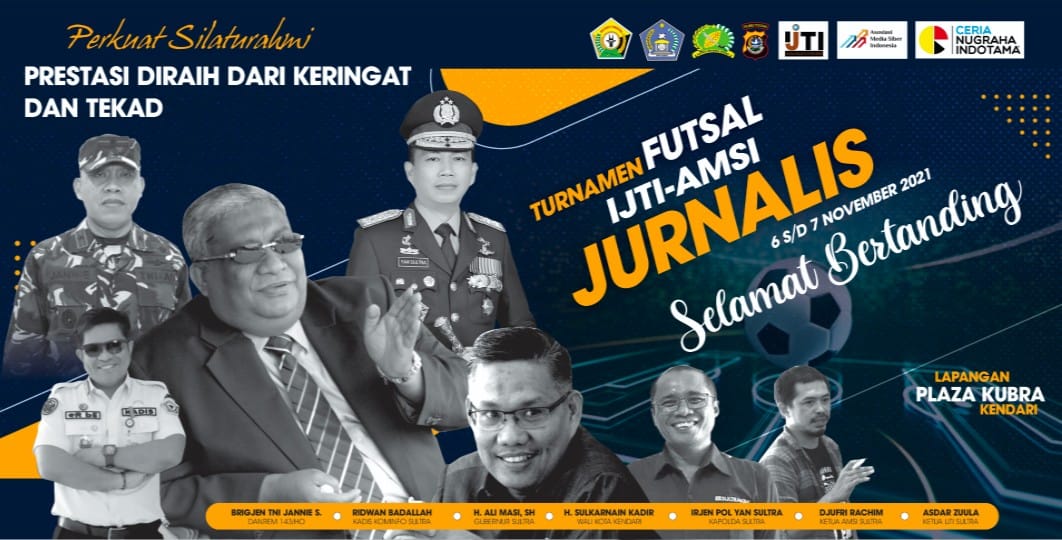 Perkuat Silaturahmi
PRESTASI DIRAIH DARI KERINGAT
DAN TEKAD
IJTI
Asosiasi
Media Siber
Indonesia
CERIA
NUGRAHA
INDOTAMA
TURNAMEN FUTSAL
IJTI-AMSI
JURNALIS
6 S/D 7 NOVEMBER 2021
Selamat Bertanding
LAPANGAN
PLAZA KUBRA
KENDARI
YAN SULTRA
KADIS
BRIGJEN TNI JANNIE S.
DANREM 143/HO
RIDWAN BADALLAH
KADIS KOMINFO SULTRA
H. ALI MASI, SH
GUBERNUR SULTRA
H. SULKARNAIN KADIR
WALI KOTA KENDARI
IRJEN POL YAN SULTRA
KAPOLDA SULTRA
DJUFRI RACHIM
KETUA AMSI SULTRA
ASDAR ZUULA
KETUA IJTI SULTRA